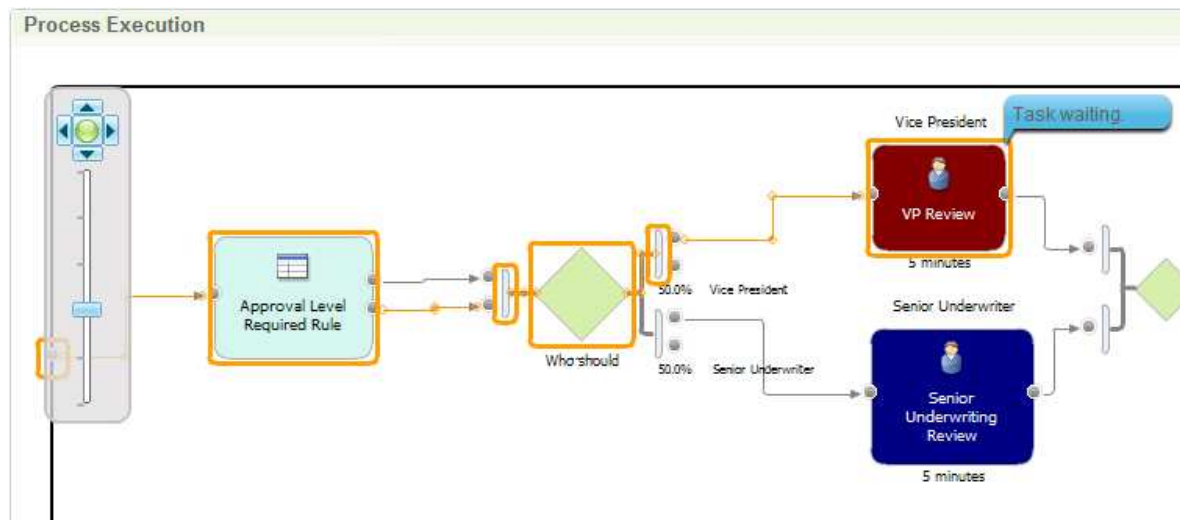 Process Execution
Task waiting.
Vice President
VP Review
5 minutes
Approval Level
Required Rule
Who should
50.0% Vice President
Senior Underwriter
50.0% Senior Underwriter
Senior
Underwriting
Review
5 minutes